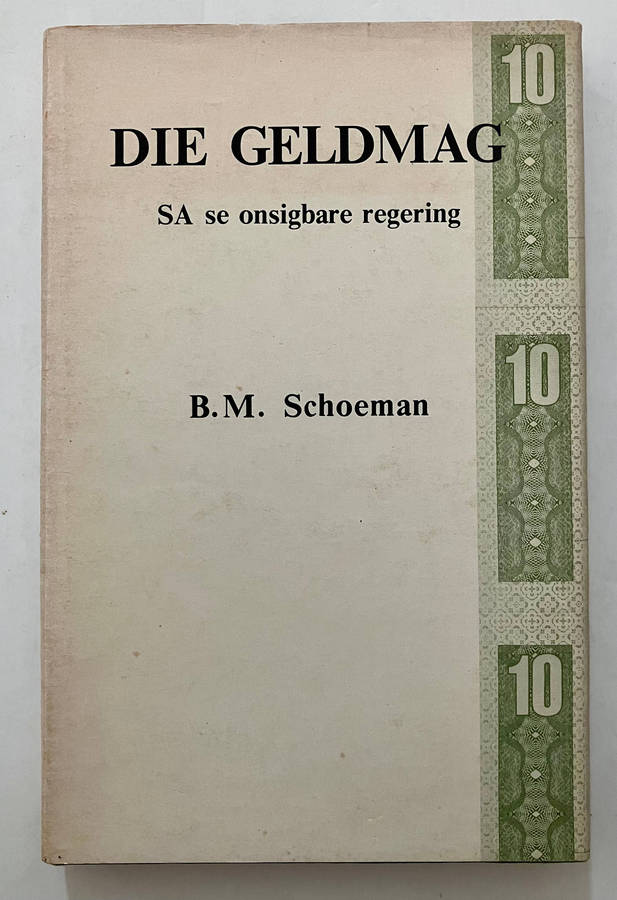 10
DIE GELDMAG
SA se onsigbare regering
10
B.M. Schoeman
10